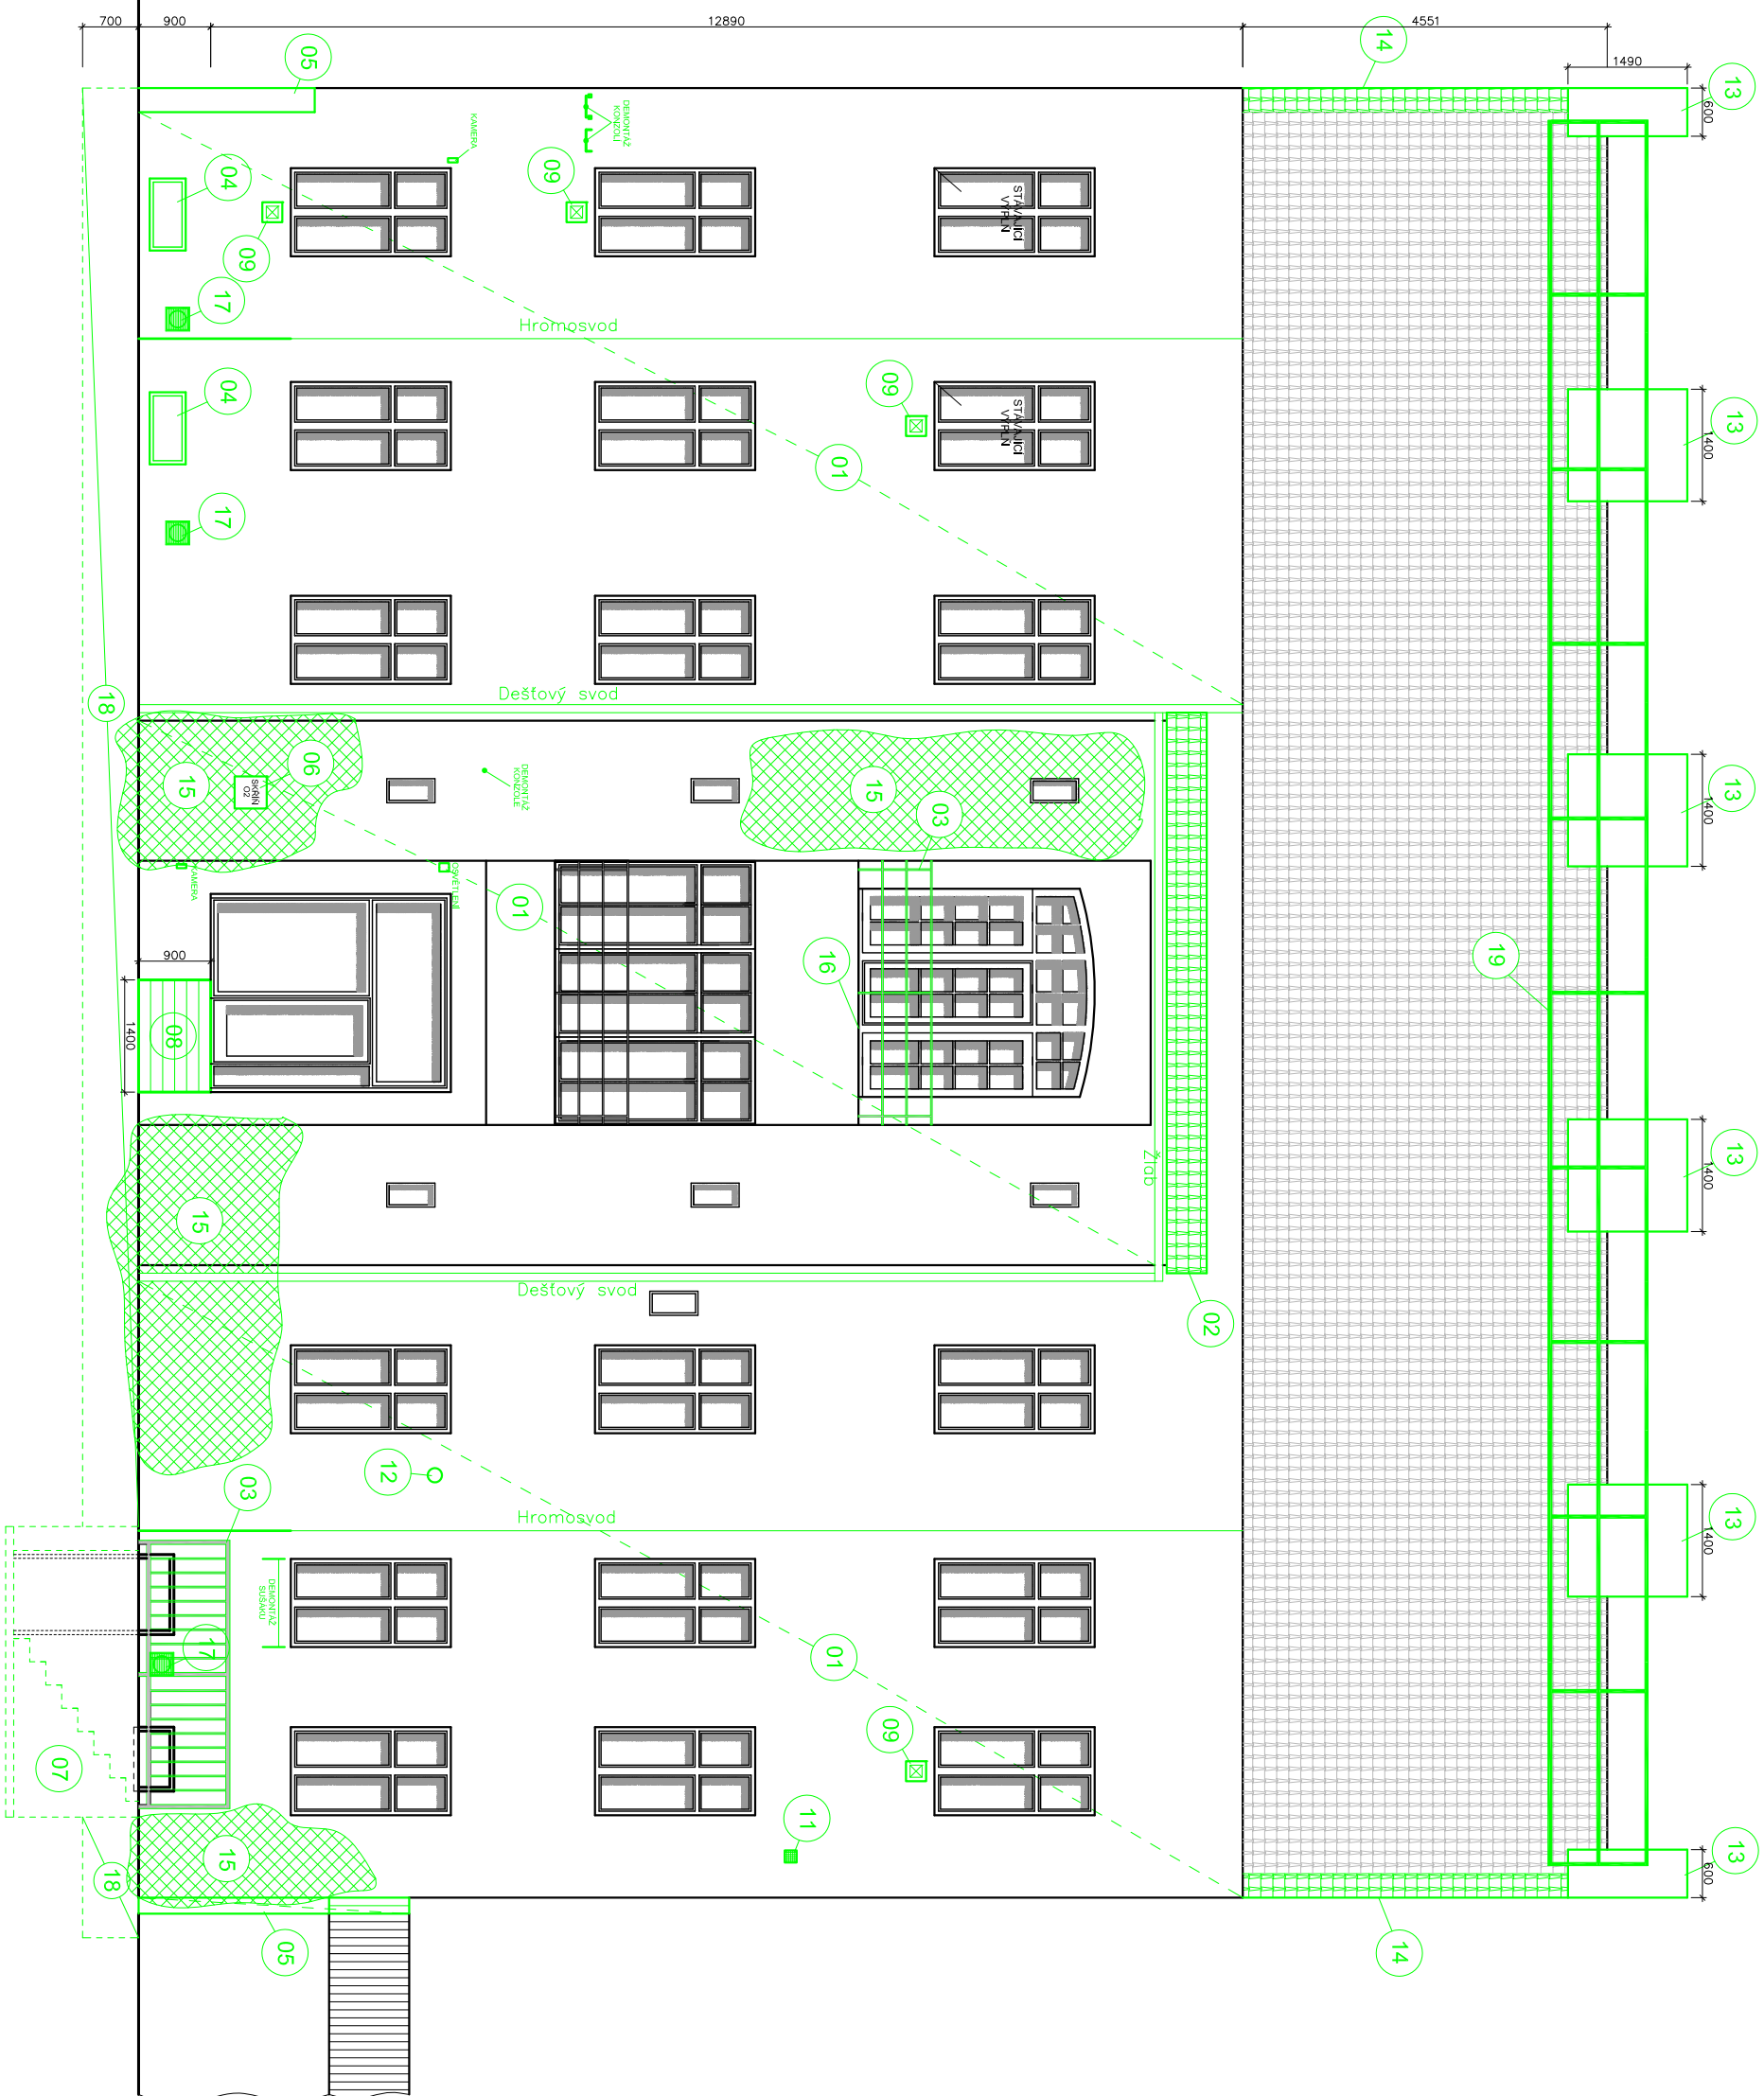 700
900
12890
4551
14
1490
13
600
05
DEMONTÁŽ
KONZOLÍ
KAMERA
04
09
09
STÁVAJÍCÍ
VÝPLŇ
17
Hromosvod
04
09
STÁVAJÍCÍ
VÝPLŇ
13
1400
01
17
Dešťový svod
18
15
06
SKŘÍŇ
O2
DEMONTÁŽ
KONZOLE
15
03
13
1400
KAMERA
OSVĚTLENÍ
01
16
19
900
08
1400
15
Žlab
13
1400
Dešťový svod
02
12
03
Hromosvod
13
1400
DEMONTÁŽ
SUŠÁKU
17
01
09
07
11
15
18
13
600
05
14